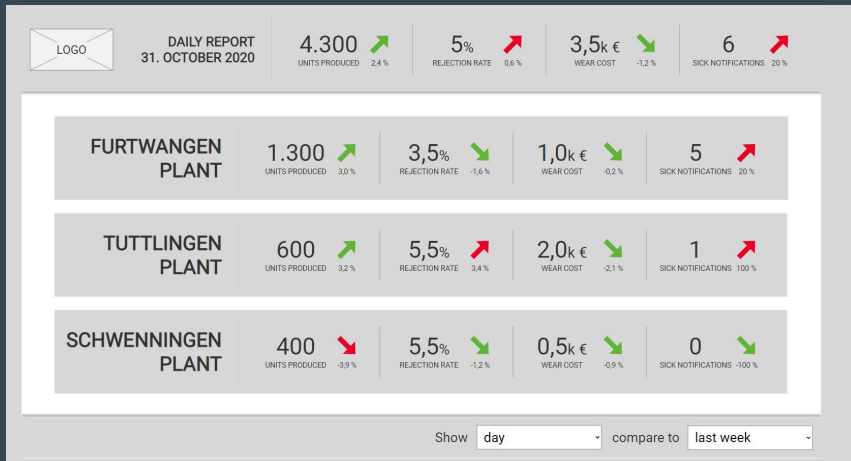 LOGO
DAILY REPORT
31. OCTOBER 2020
4.300
UNITS PRODUCED 2,4 %
5%
REJECTION RATE 0,6 %
3,5k €
WEAR COST -1,2 %
6
SICK NOTIFICATIONS 20 %
FURTWANGEN
PLANT
1.300
UNITS PRODUCED 3,0 %
3,5%
REJECTION RATE -1,6 %
1,0k €
WEAR COST -0,2 %
5
SICK NOTIFICATIONS 20 %
TUTTLINGEN
PLANT
600
UNITS PRODUCED 3,2 %
5,5%
REJECTION RATE 3,4 %
2,0k €
WEAR COST -2,1 %
1
SICK NOTIFICATIONS 100 %
SCHWENNINGEN
PLANT
400
UNITS PRODUCED -3,9 %
5,5%
REJECTION RATE -1,2 %
0,5k €
WEAR COST -0,9 %
0
SICK NOTIFICATIONS -100 %
Show day compare to last week